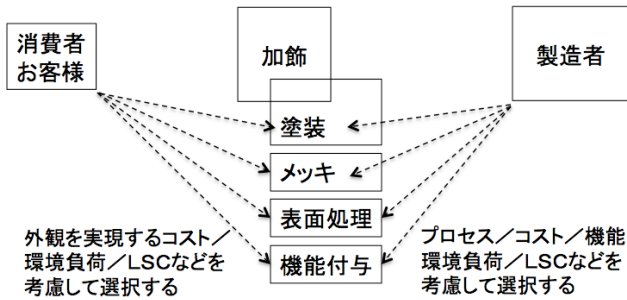 消費者
お客様
加飾
製造者
塗装
メッキ
表面処理
機能付与
外観を実現するコスト／
環境負荷／LSCなどを
考慮して選択する
プロセス／コスト／機能
環境負荷／LSCなどを
考慮して選択する